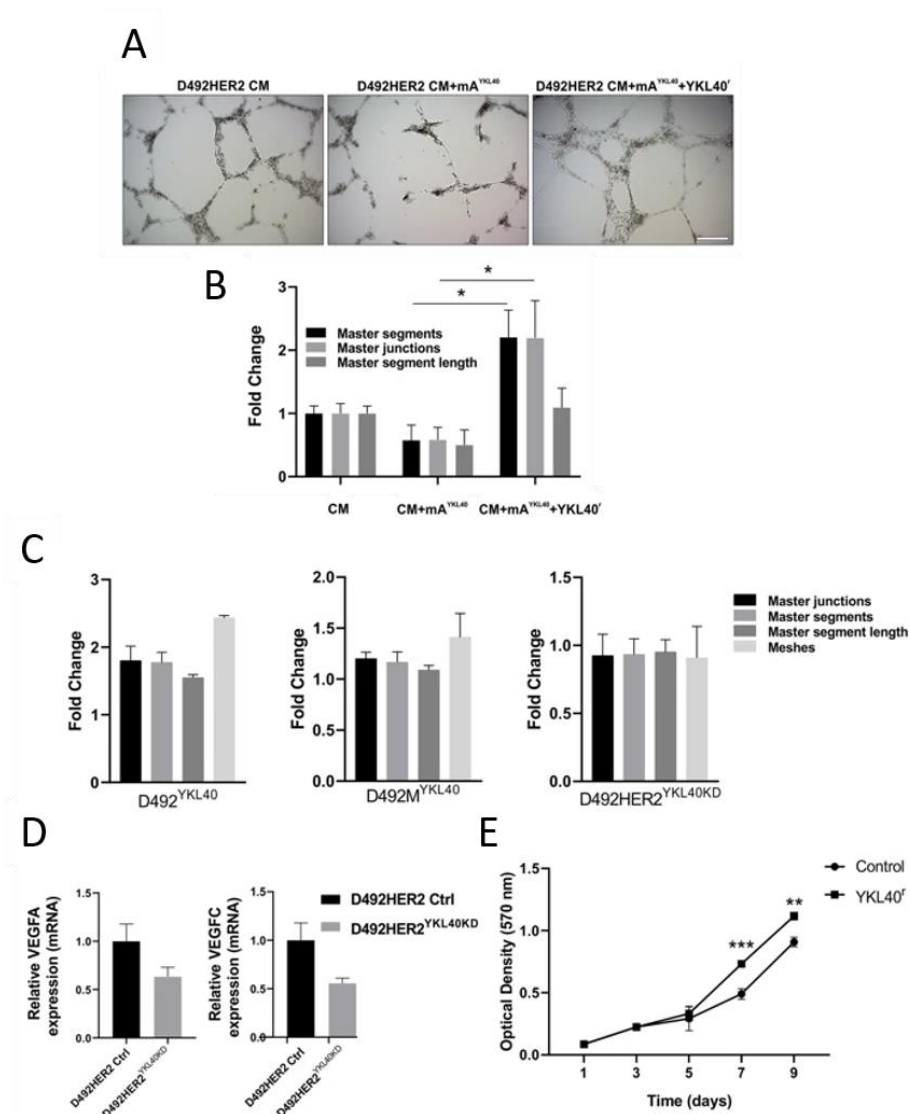 A
D492HER2 CM
D492HER2 CM+mA^YKL40
D492HER2 CM+mA^YKL40+YKL40^r
B
Fold Change
3
2
1
0
Master segments
Master junctions
Master segment length
*
*
CM
CM+mA^YKL40
CM+mA^YKL40+YKL40^r
C
Fold Change
3
2
1
0
D492^YKL40
Fold Change
2.0
1.5
1.0
0.5
0.0
D492M^YKL40
Fold Change
1.5
1.0
0.5
0.0
D492HER2^YKL40KD
Master junctions
Master segments
Master segment length
Meshes
D
Relative VEGFA
expression (mRNA)
1.5
1.0
0.5
0.0
D492HER2 Ctrl
D492HER2^YKL40KD
Relative VEGFC
expression (mRNA)
1.5
1.0
0.5
0.0
D492HER2 Ctrl
D492HER2^YKL40KD
D492HER2 Ctrl
D492HER2^YKL40KD
E
Optical Density (570 nm)
1.5
1.0
0.5
0.0
***
**
Control
YKL40^r
1
3
5
7
9
Time (days)